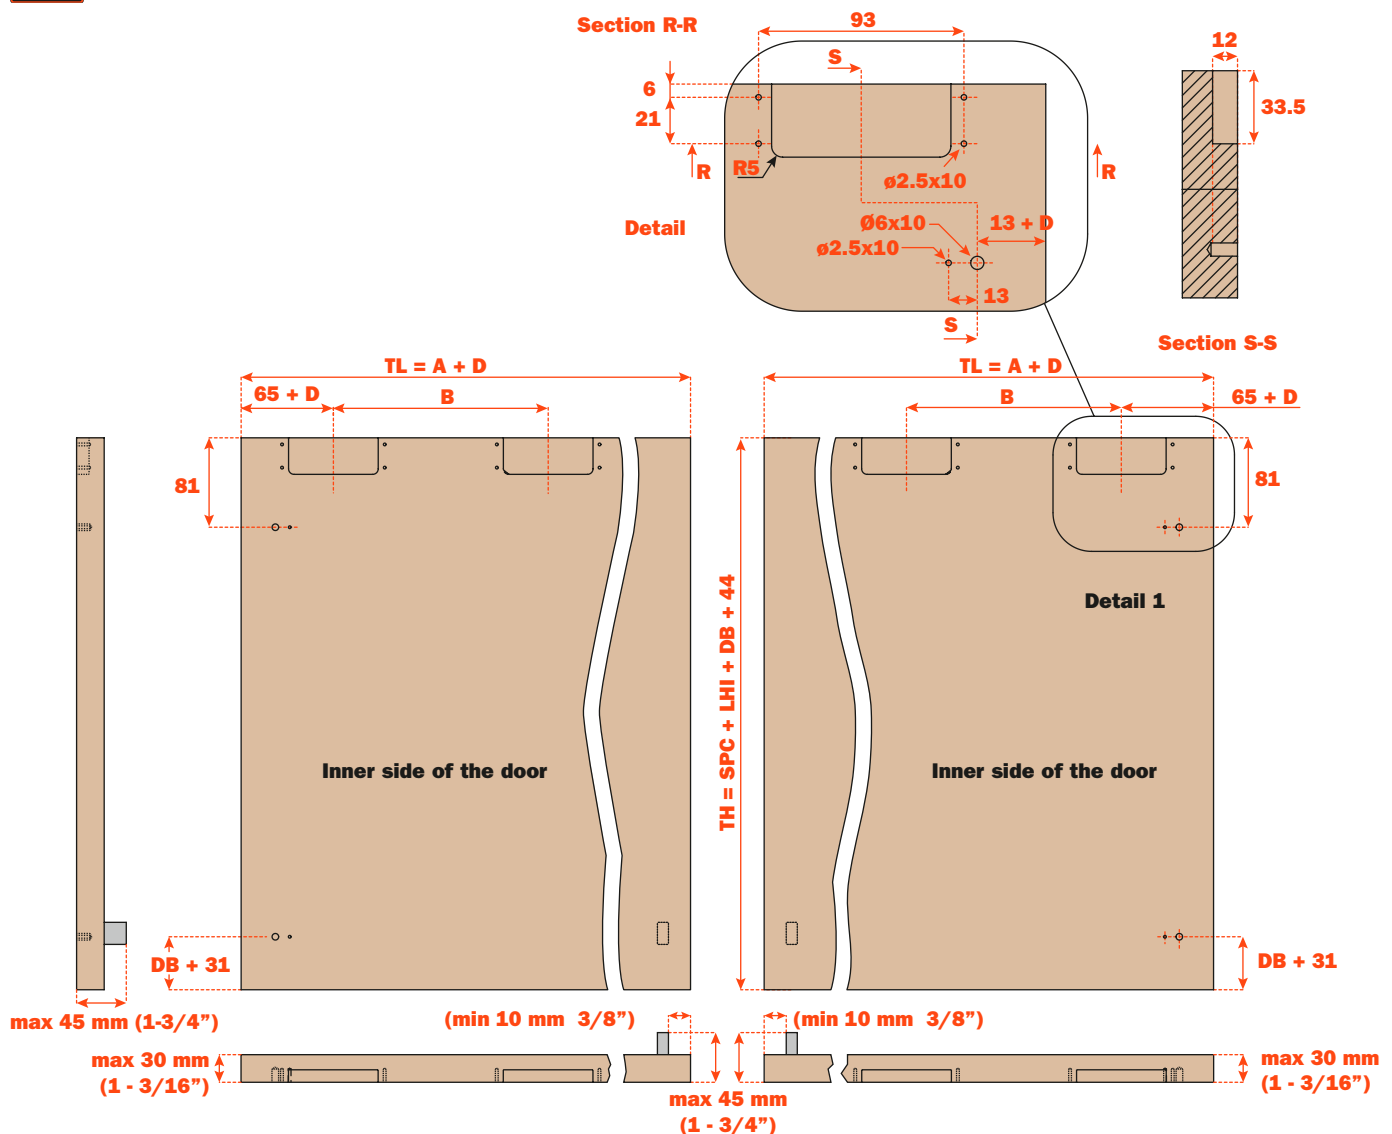 Section R-R
93
12
S
6
33.5
21
R
R5
R
ø2.5x10
Detail
Ø6x10
13 + D
ø2.5x10
13
S
Section S-S
TL = A + D
TL = A + D
65 + D
B
B
65 + D
81
81
TH = SPC + LHI + DB + 44
Detail 1
Inner side of the door
Inner side of the door
DB + 31
DB + 31
max 45 mm (1-3/4”)
(min 10 mm 3/8”)
(min 10 mm 3/8”)
max 30 mm
(1 - 3/16”)
max 30 mm
(1 - 3/16”)
max 45 mm
(1 - 3/4”)